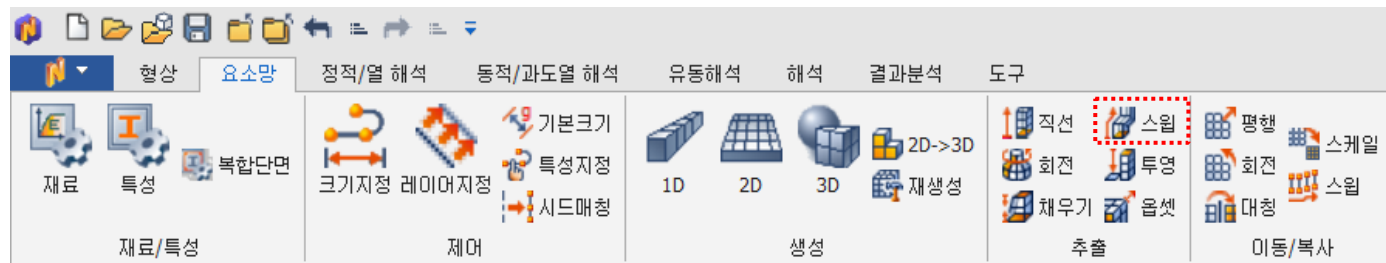 형상 요소망 정적/열 해석 동적/과도열 해석 유동해석 해석 결과분석 도구
재료 특성 복합단면
재료/특성
크기지정 레이어지정 기본크기
특성지정
시드매칭
제어
1D 2D 3D 2D->3D
재생성
생성
직선 스윕
회전 투영
채우기 옵셋
추출
평행 스케일
회전 스윕
대칭
이동/복사